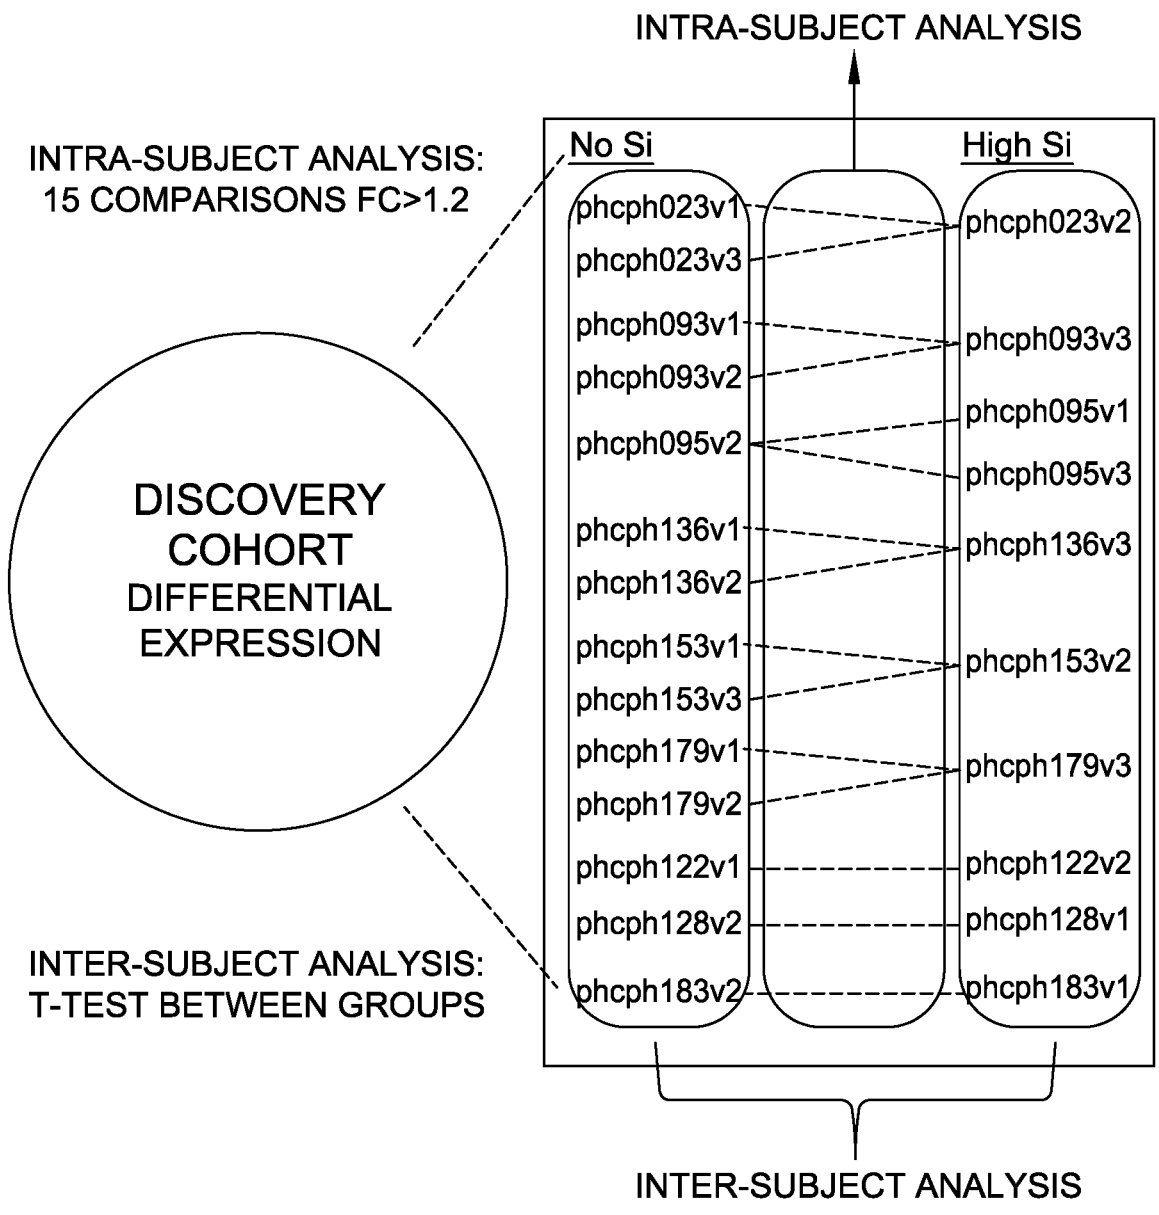 INTRA-SUBJECT ANALYSIS
INTRA-SUBJECT ANALYSIS:
15 COMPARISONS FC>1.2
DISCOVERY
COHORT
DIFFERENTIAL
EXPRESSION
INTER-SUBJECT ANALYSIS:
T-TEST BETWEEN GROUPS
No Si
phcph023v1
phcph023v3
phcph093v1
phcph093v2
phcph095v2
phcph136v1
phcph136v2
phcph153v1
phcph153v3
phcph179v1
phcph179v2
phcph122v1
phcph128v2
phcph183v2
High Si
phcph023v2
phcph093v3
phcph095v1
phcph095v3
phcph136v3
phcph153v2
phcph179v3
phcph122v2
phcph128v1
phcph183v1
INTER-SUBJECT ANALYSIS